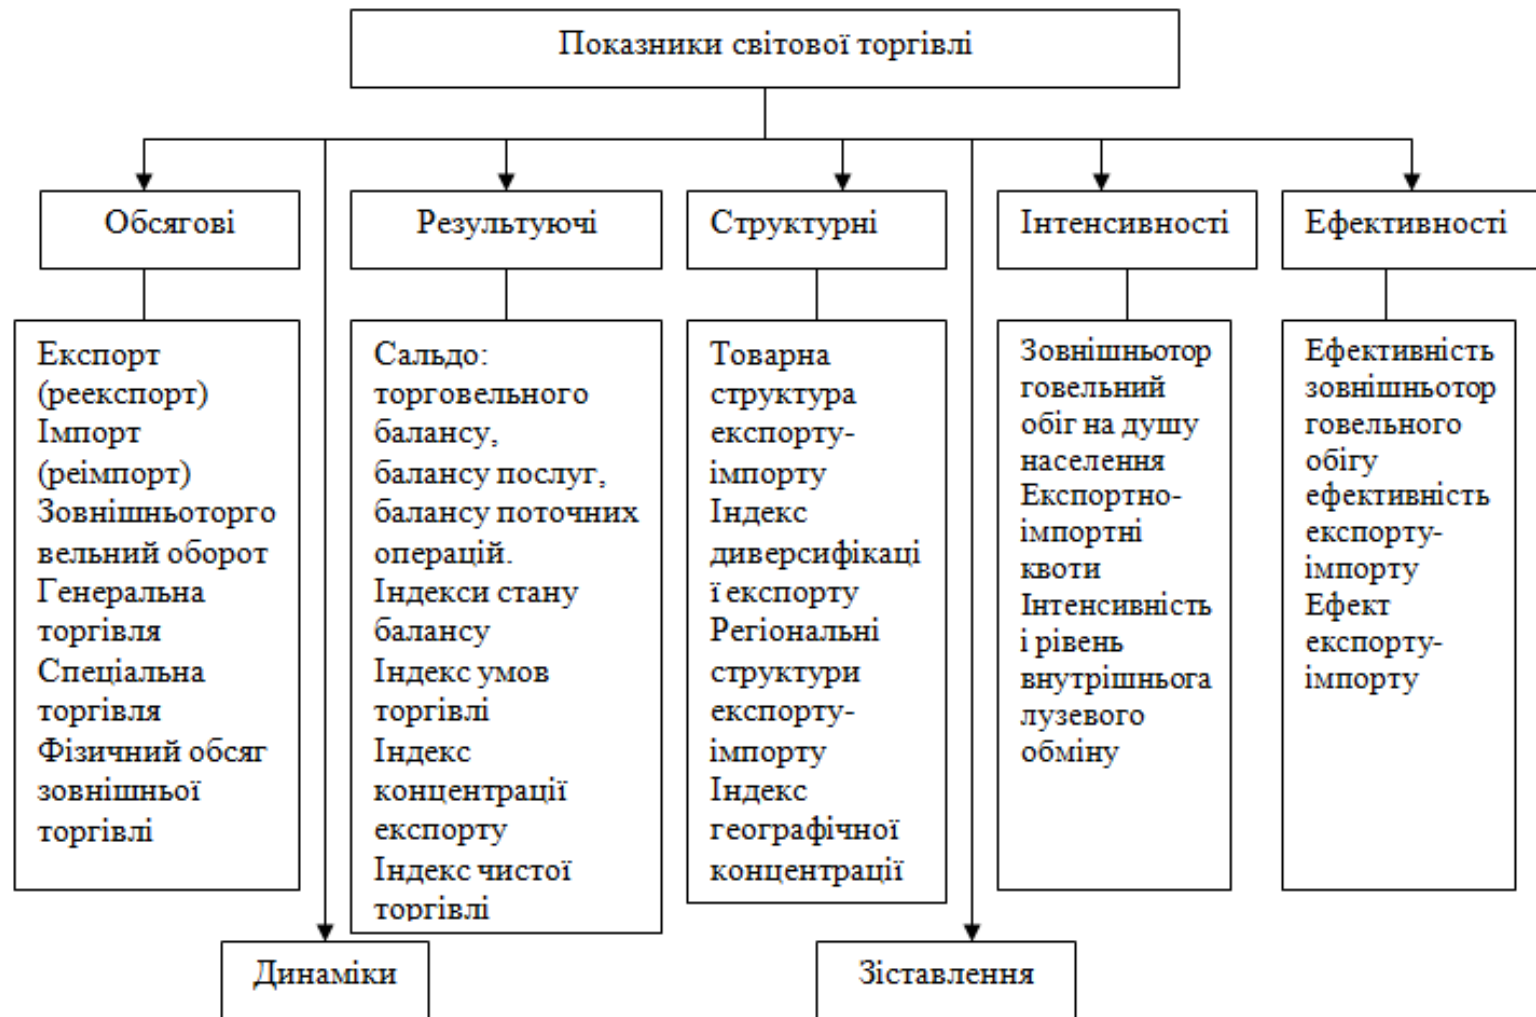 Показники світової торгівлі
Обсягові
Результуючі
Структурні
Інтенсивності
Ефективності
Експорт
(реекспорт)
Імпорт
(реімпорт)
Зовнішньоторго
вельний оборот
Генеральна
торгівля
Спеціальна
торгівля
Фізичний обсяг
зовнішньої
торгівлі
Сальдо:
торговельного
балансу,
балансу послуг,
балансу поточних
операцій.
Індекси стану
балансу
Індекс умов
торгівлі
Індекс
концентрації
експорту
Індекс чистої
торгівлі
Товарна
структура
експорту-
імпорту
Індекс
диверсифікаці
ї експорту
Регіональні
структури
експорту-
імпорту
Індекс
географічної
концентрації
Зовнішньотор
говельний
обіг на душу
населення
Експортно-
імпортні
квоти
Інтенсивність
і рівень
внутрішньога
лузевого
обміну
Ефективність
зовнішньотор
говельного
обігу
ефективність
експорту-
імпорту
Ефект
експорту-
імпорту
Динаміки
Зіставлення